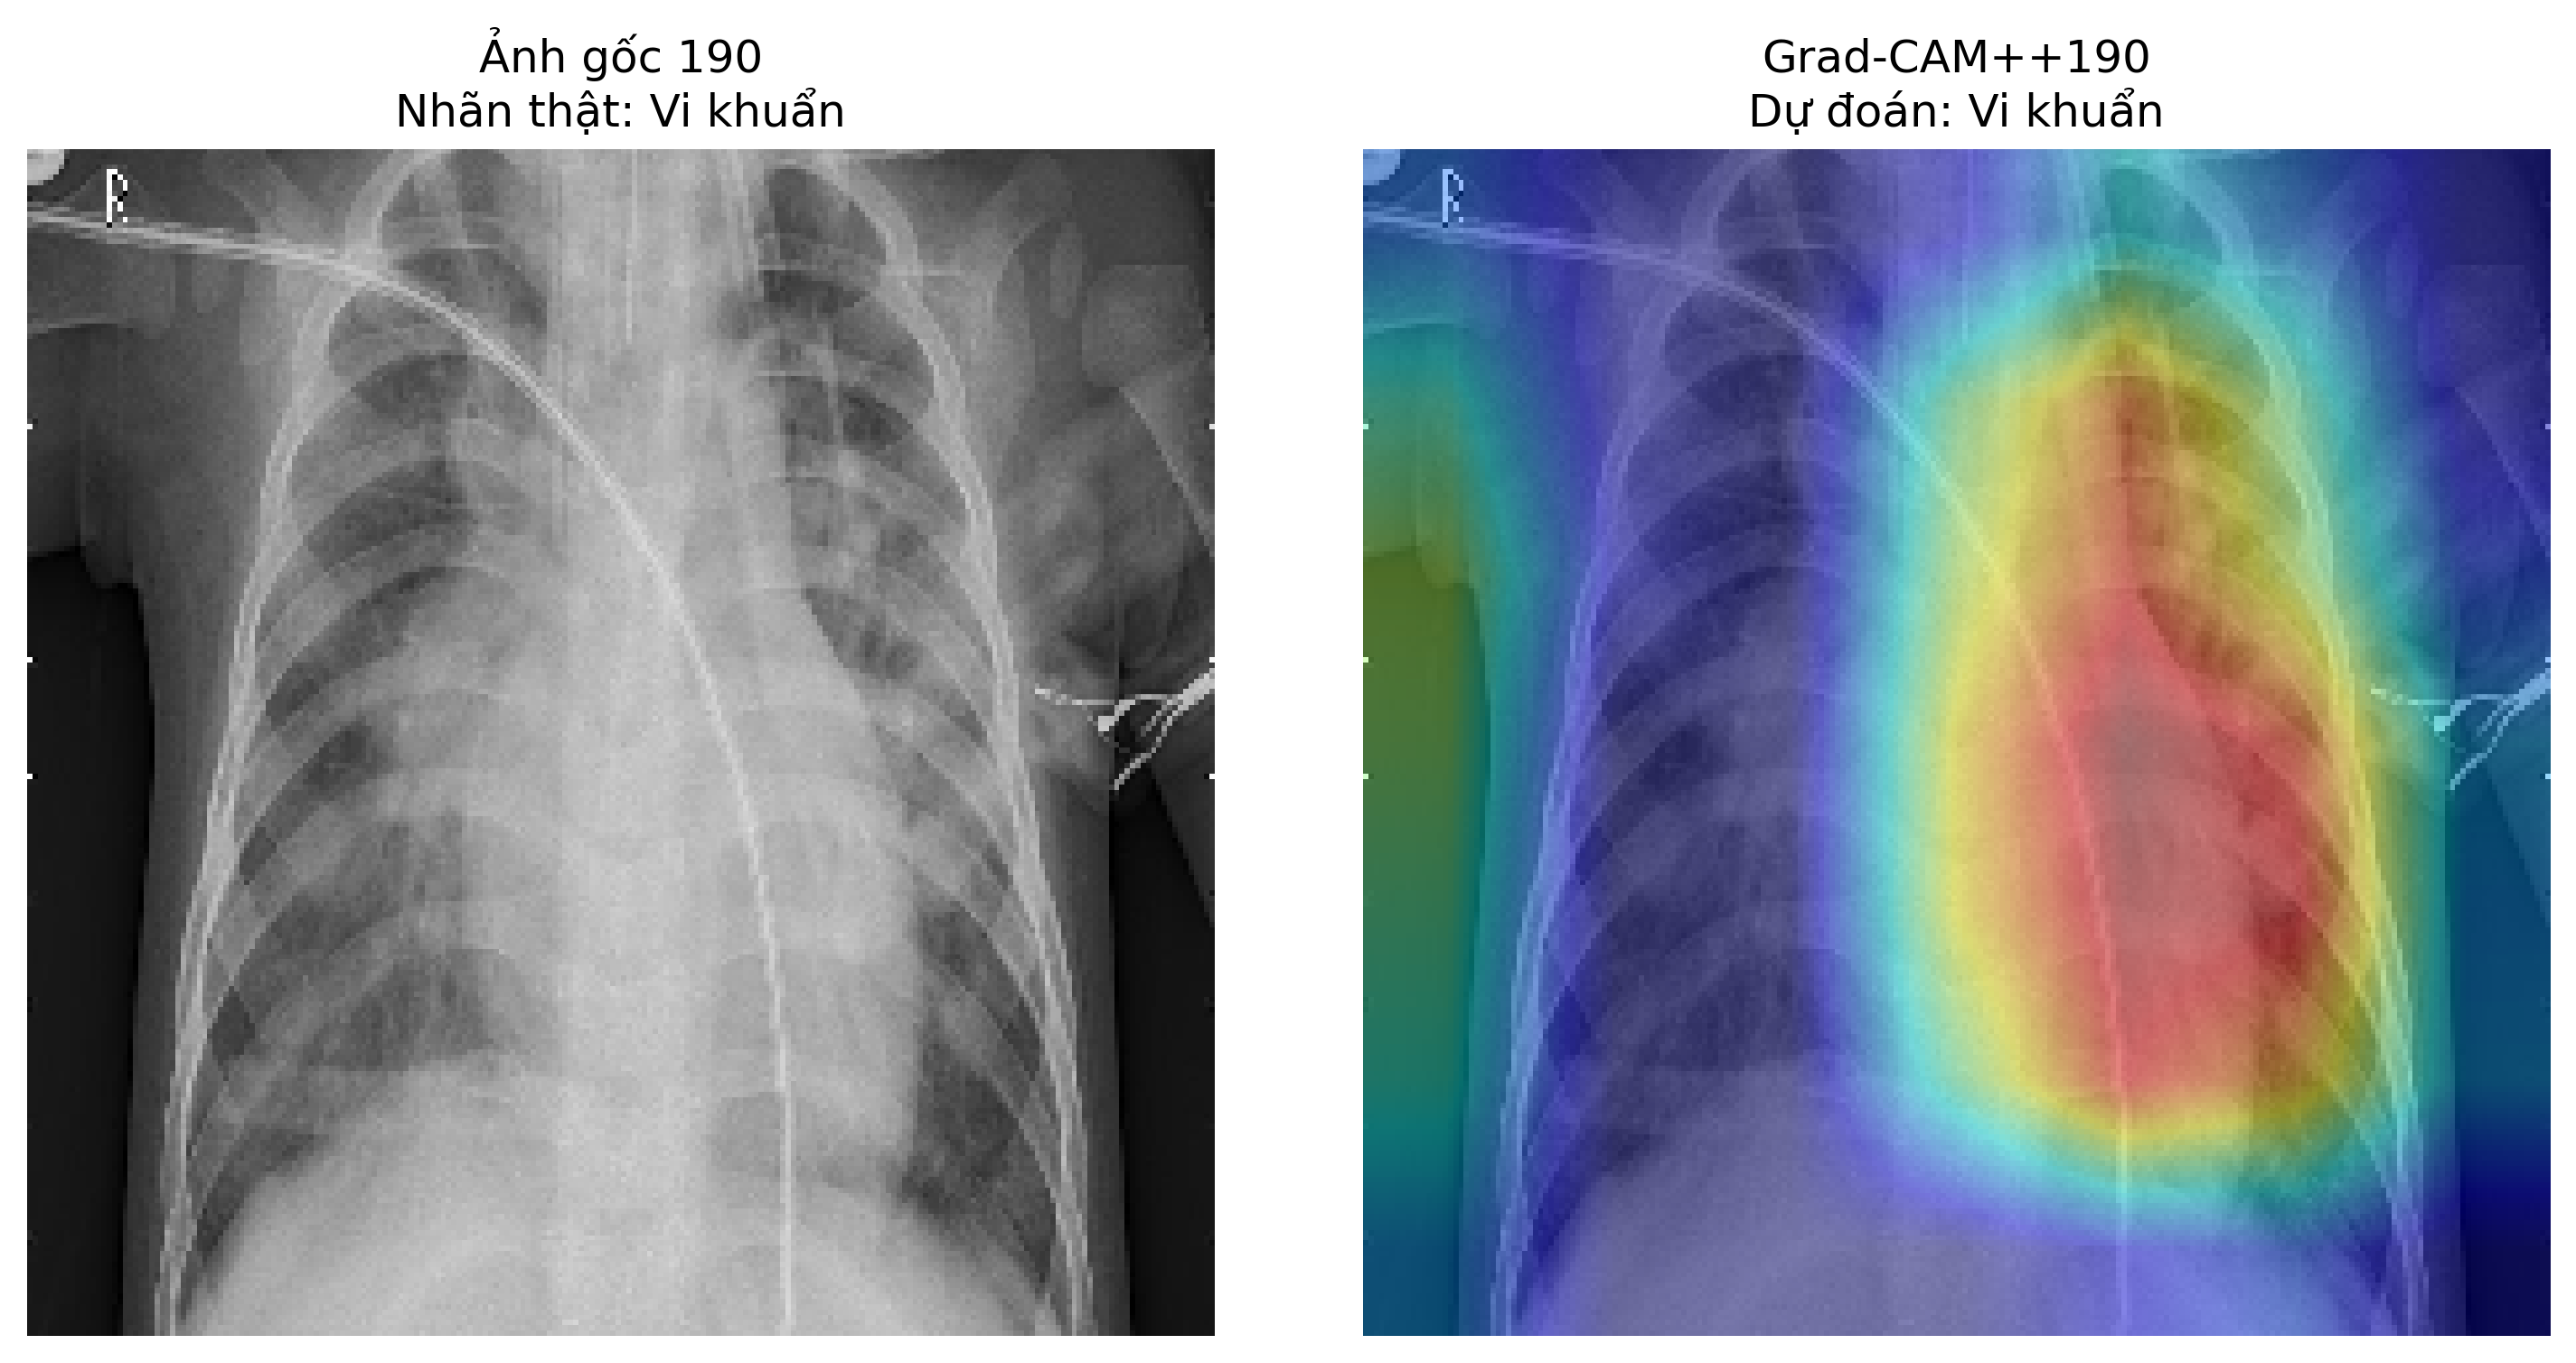 Ảnh gốc 190
Nhãn thật: Vi khuẩn
Grad-CAM++190
Dự đoán: Vi khuẩn
R
R